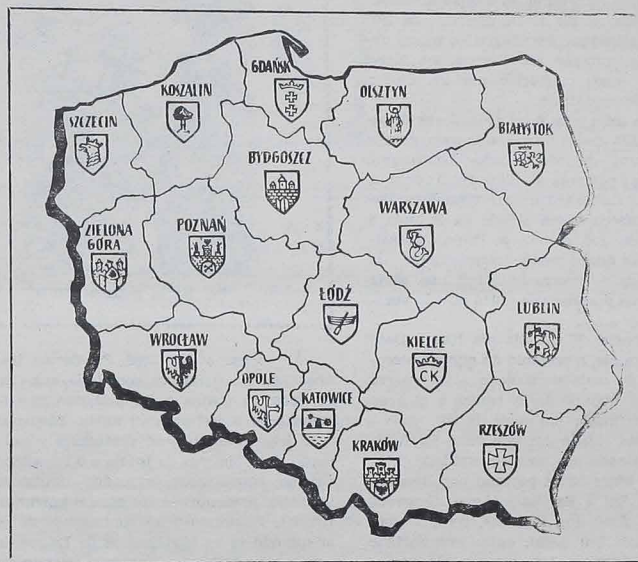 GDAŃSK
KOSZALIN
OLSZTYN
SZCZECIN
BIAŁYSTOK
BYDGOSZCZ
WARSZAWA
ZIELONA
GÓRA
POZNAŃ
ŁÓDŹ
LUBLIN
WROCŁAW
KIELCE
CK
OPOLE
KATOWICE
KRAKÓW
RZESZÓW